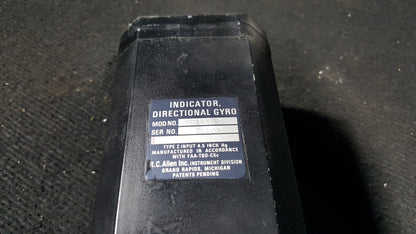 INDICATOR,
DIRECTIONAL GYRO
MOD NO.
SER NO.
TYPE 2 INPUT 4.5 INCH Hg
MANUFACTURED IN ACCORDANCE
WITH FAA-TSO-C5c
R.C. Allen Inc. INSTRUMENT DIVISION
GRAND RAPIDS, MICHIGAN
PATENTS PENDING